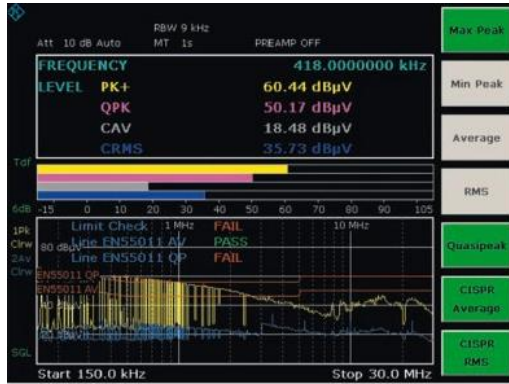 RBW 9 kHz
Att 10 dB Auto MT 1s PREAMP OFF
FREQUENCY 418.0000000 kHz
LEVEL PK+ 60.44 dBµV
QPK 50.17 dBµV
CAV 18.48 dBµV
CRMS 35.73 dBµV
Tdf
6dB -15 0 10 20 30 40 50 60 70 80 90 105
Limit Check 1 MHz FAIL 10 MHz
Line EN55011 AV PASS
Line EN55011 QP FAIL
80 dBµV
1Pk
Clrw
2Av
Clrw
EN55011 QP
EN55011 AV
SGL
Start 150.0 kHz Stop 30.0 MHz
Max Peak
Min Peak
Average
RMS
Quasipeak
CISPR
Average
CISPR
RMS